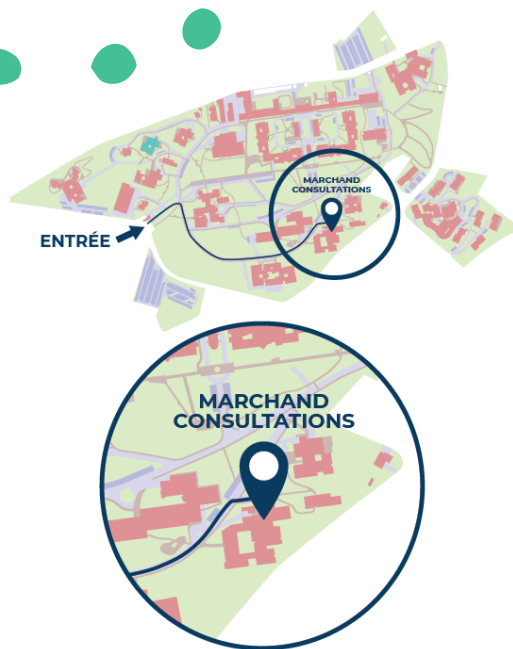 MARCHAND
CONSULTATIONS
ENTRÉE
MARCHAND
CONSULTATIONS